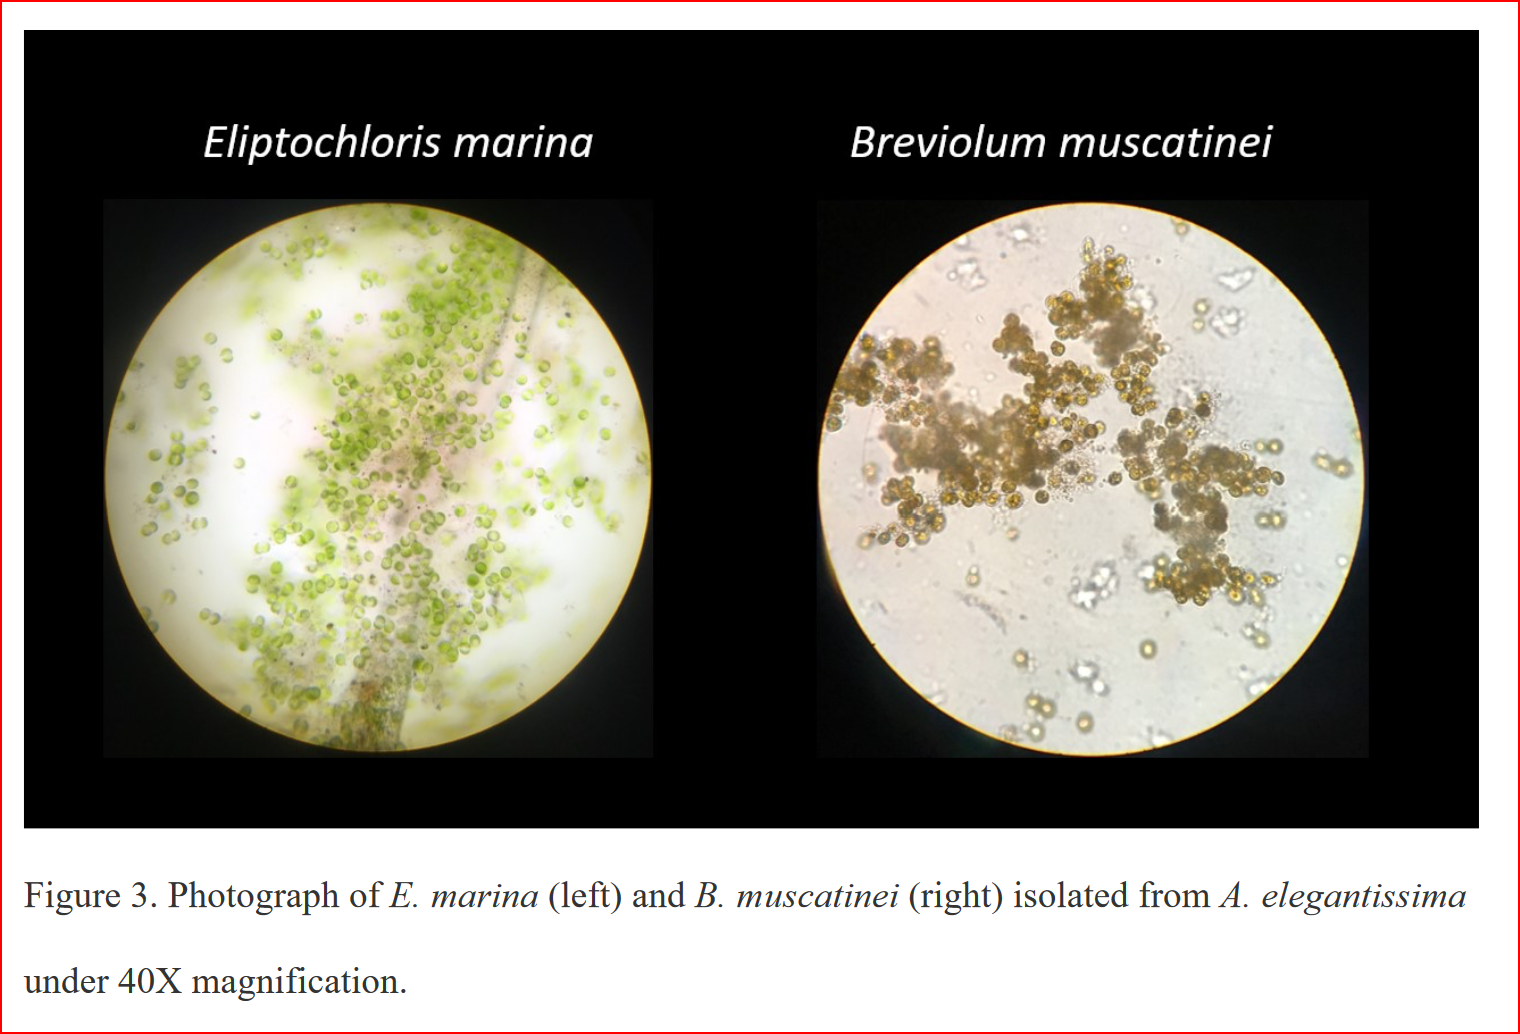 Eliptochloris marina
Breviolum muscatinei
Figure 3. Photograph of E. marina (left) and B. muscatinei (right) isolated from A. elegantissima
under 40X magnification.